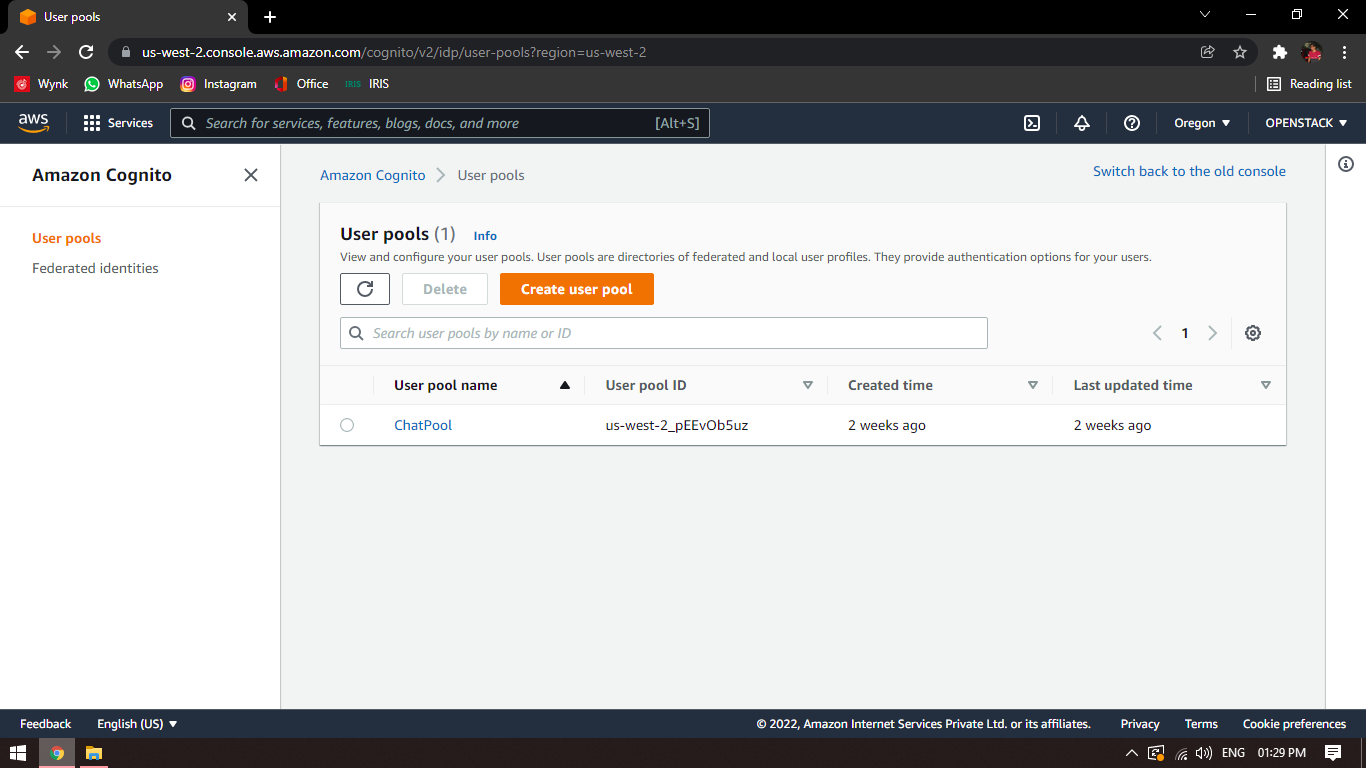 User pools
us-west-2.console.aws.amazon.com/cognito/v2/idp/user-pools?region=us-west-2
Wynk WhatsApp Instagram Office IRIS IRIS Reading list
aws Services Search for services, features, blogs, docs, and more [Alt+S] Oregon OPENSTACK
Amazon Cognito
User pools
Federated identities
Amazon Cognito User pools Switch back to the old console
User pools (1) Info
View and configure your user pools. User pools are directories of federated and local user profiles. They provide authentication options for your users.
Delete Create user pool
Search user pools by name or ID 1
User pool name User pool ID Created time Last updated time
ChatPool us-west-2_pEEvOb5uz 2 weeks ago 2 weeks ago
Feedback English (US) © 2022, Amazon Internet Services Private Ltd. or its affiliates. Privacy Terms Cookie preferences
ENG 01:29 PM